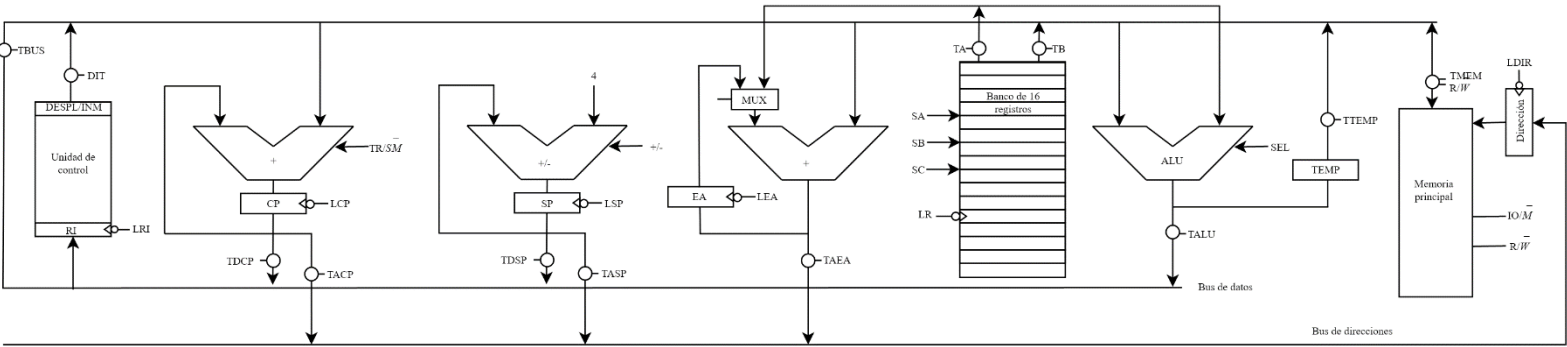 TBUS
DIT
DESPL/INM
Unidad de
control
RI
LRI
+
TR/SM̅
CP
LCP
TDCP
TACP
4
+/-
+/-
SP
LSP
TDSP
TASP
MUX
+
EA
LEA
TAEA
TA
TB
Banco de 16
registros
SA
SB
SC
LR
ALU
SEL
TALU
TTEMP
TEMP
TMEM
R/W̅
LDIR
Dirección
Memoria
principal
IO/M̅
R/W̅
Bus de datos
Bus de direcciones